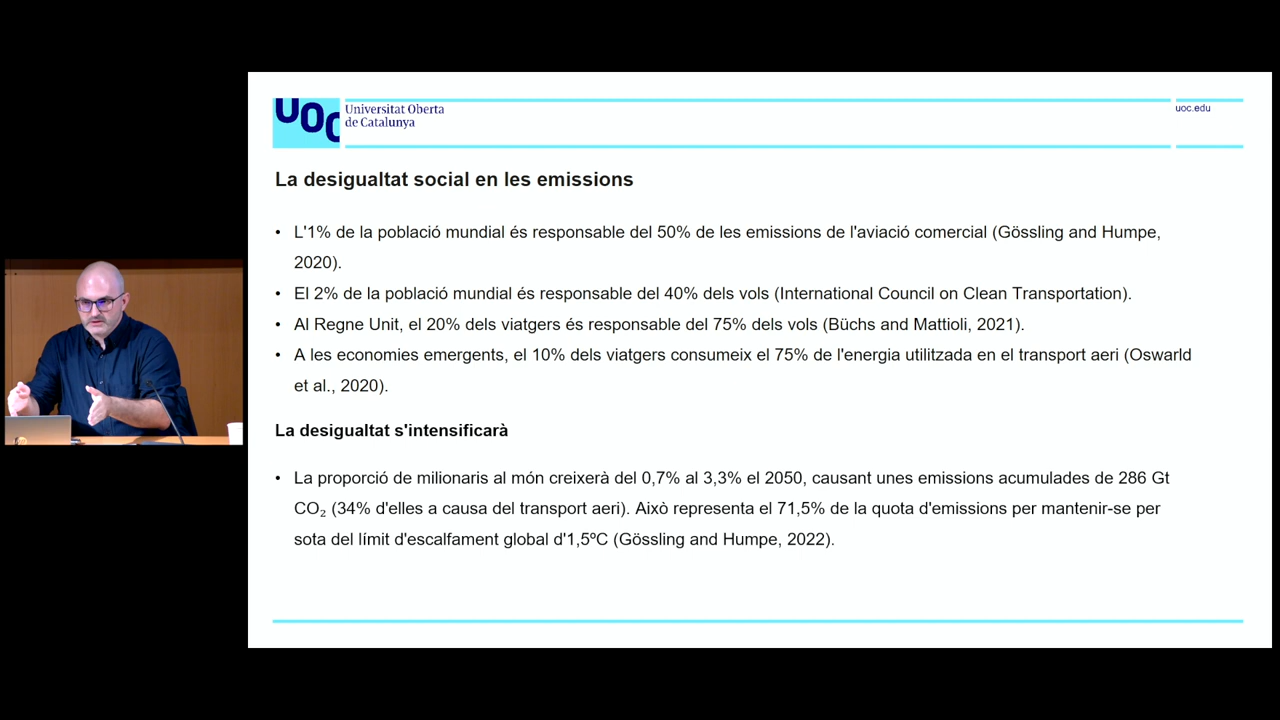 UOC
Universitat Oberta
de Catalunya
uoc.edu
La desigualtat social en les emissions
• L'1% de la població mundial és responsable del 50% de les emissions de l'aviació comercial (Gössling and Humpe,
2020).
• El 2% de la població mundial és responsable del 40% dels vols (International Council on Clean Transportation).
• Al Regne Unit, el 20% dels viatgers és responsable del 75% dels vols (Büchs and Mattioli, 2021).
• A les economies emergents, el 10% dels viatgers consumeix el 75% de l'energia utilitzada en el transport aeri (Oswarld
et al., 2020).
La desigualtat s'intensificarà
• La proporció de milionaris al món creixerà del 0,7% al 3,3% el 2050, causant unes emissions acumulades de 286 Gt
CO₂ (34% d'elles a causa del transport aeri). Això representa el 71,5% de la quota d'emissions per mantenir-se per
sota del límit d'escalfament global d'1,5ºC (Gössling and Humpe, 2022).